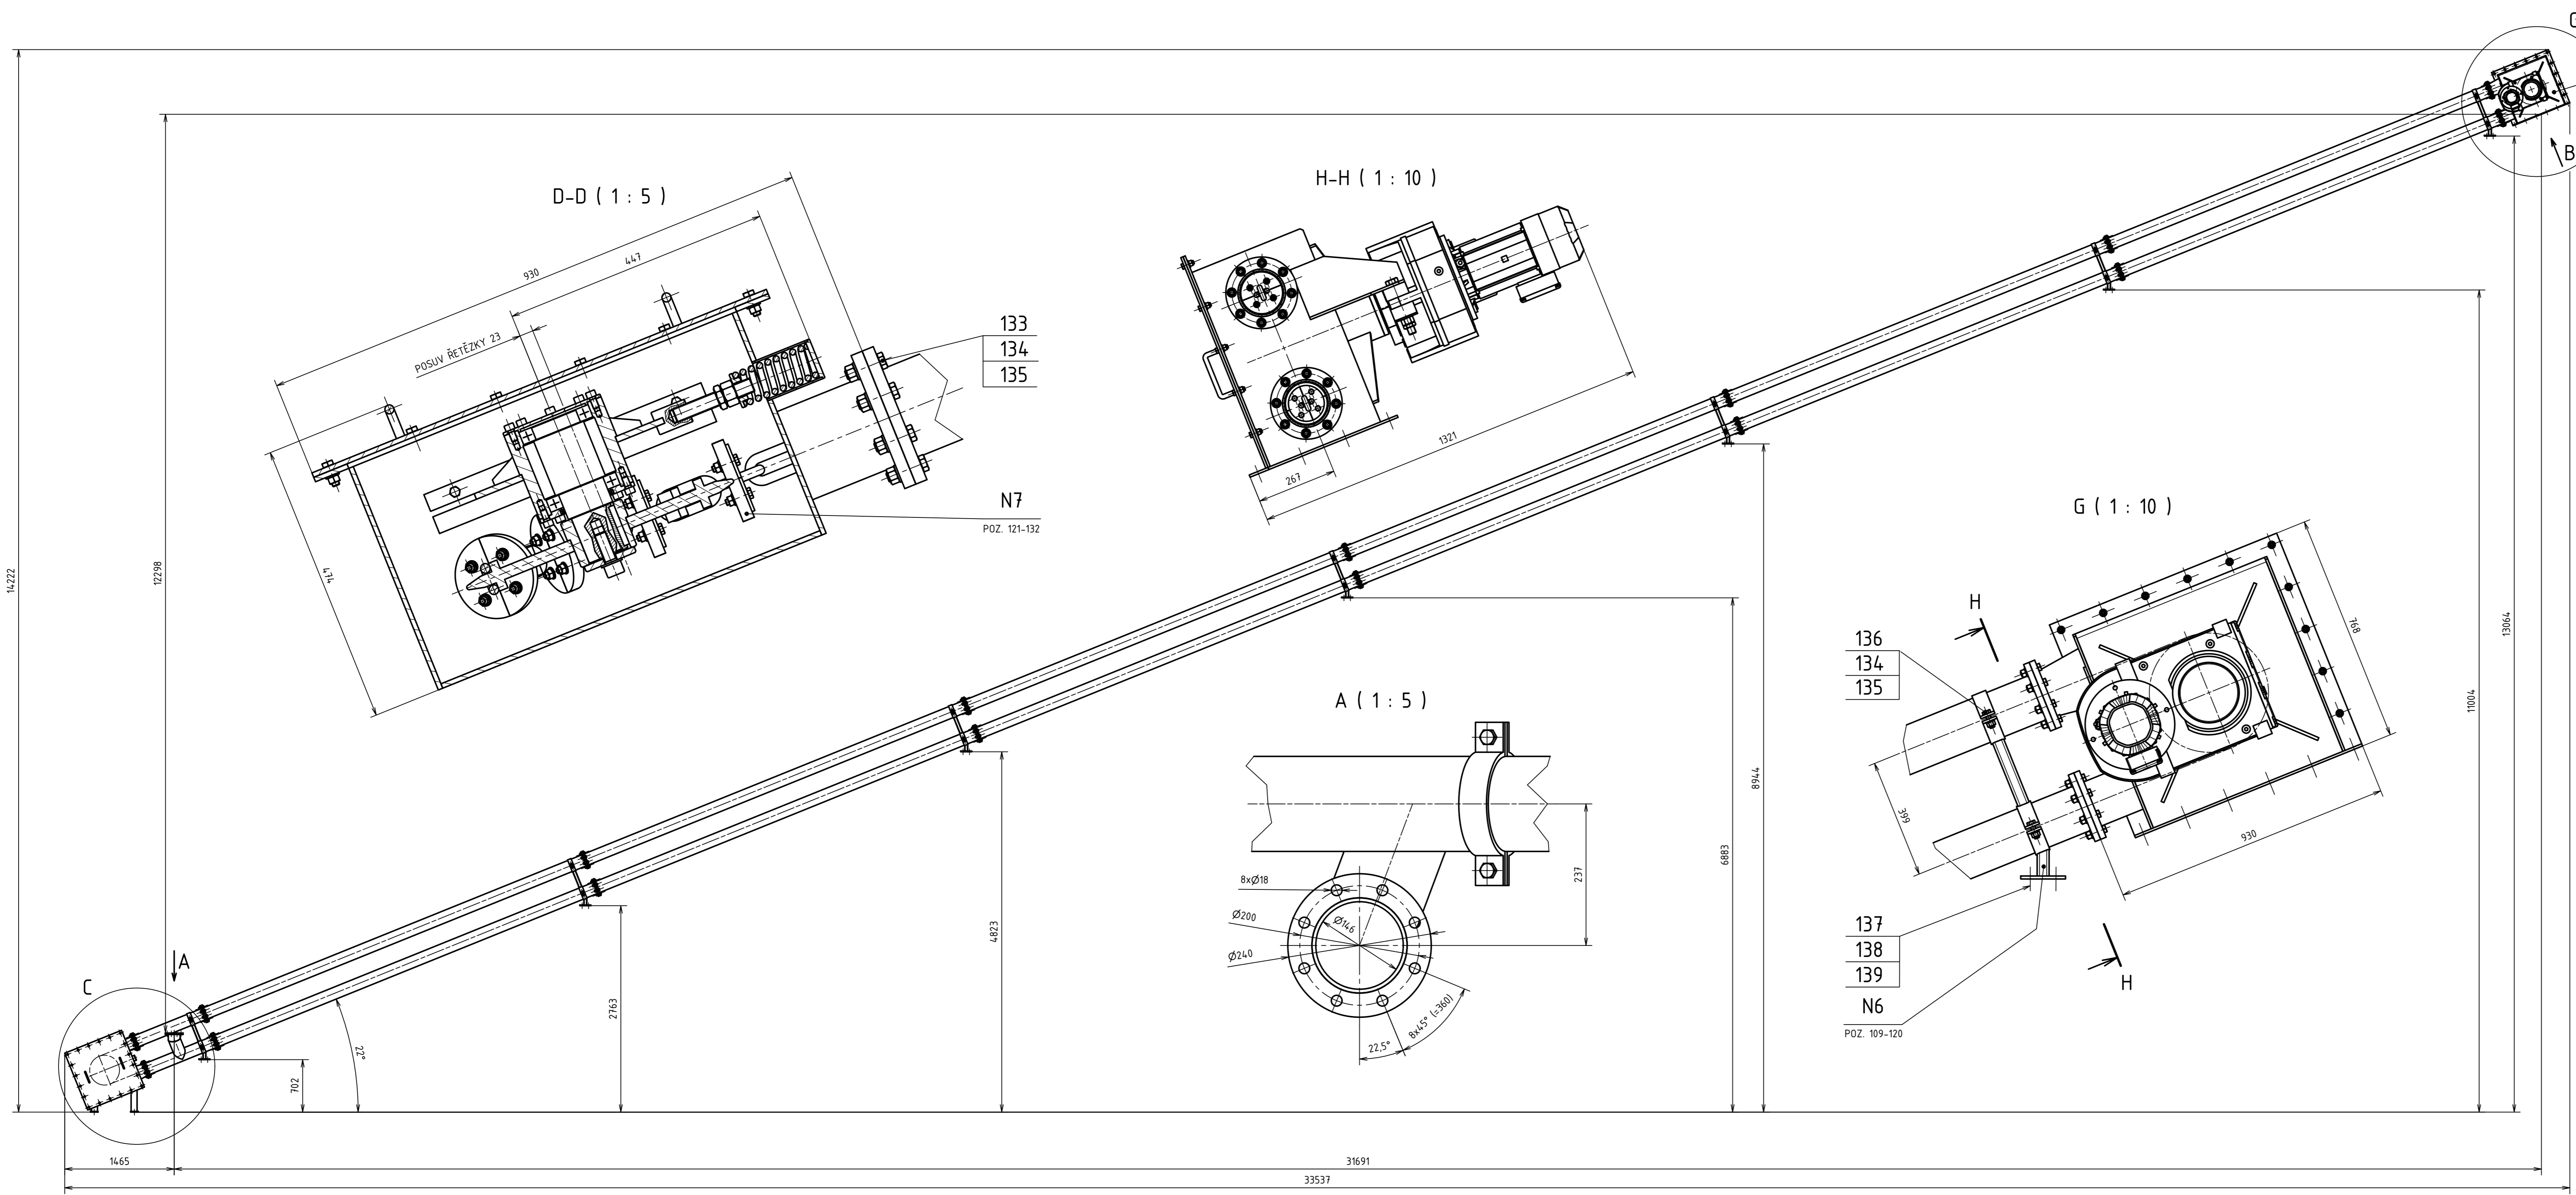 G
B
14222
12298
D-D ( 1 : 5 )
930
447
POSUV ŘETĚZKY 23
474
133
134
135
N7
POZ. 121-132
H-H ( 1 : 10 )
1321
267
G ( 1 : 10 )
H
768
136
134
135
399
930
137
138
139
N6
POZ. 109-120
H
A ( 1 : 5 )
237
8xØ18
Ø200
Ø146
Ø240
8x45° (=360)
22,5°
13064
11004
8944
6883
4823
2763
702
22°
C
A
1465
31691
33537